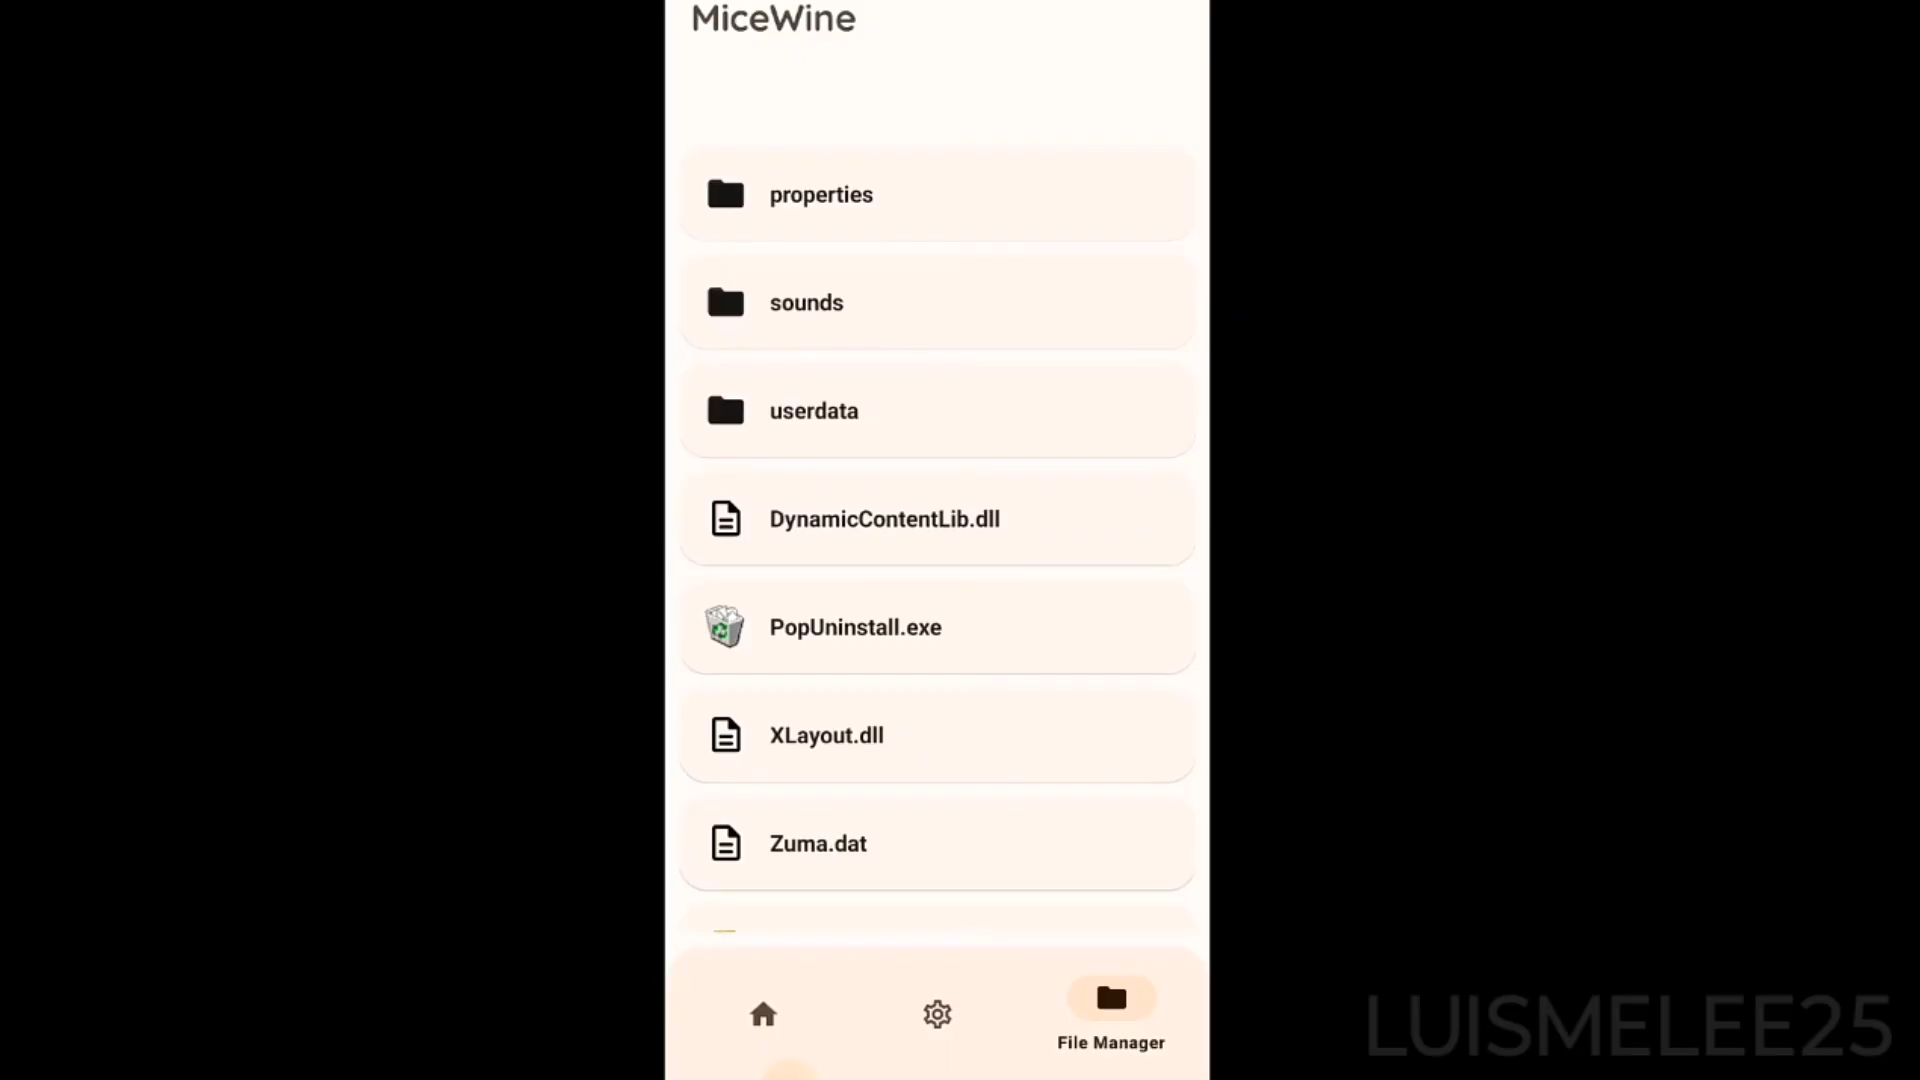 MiceWine
properties
sounds
userdata
DynamicContentLib.dll
PopUninstall.exe
XLayout.dll
Zuma.dat
File Manager
LUISMELEE25